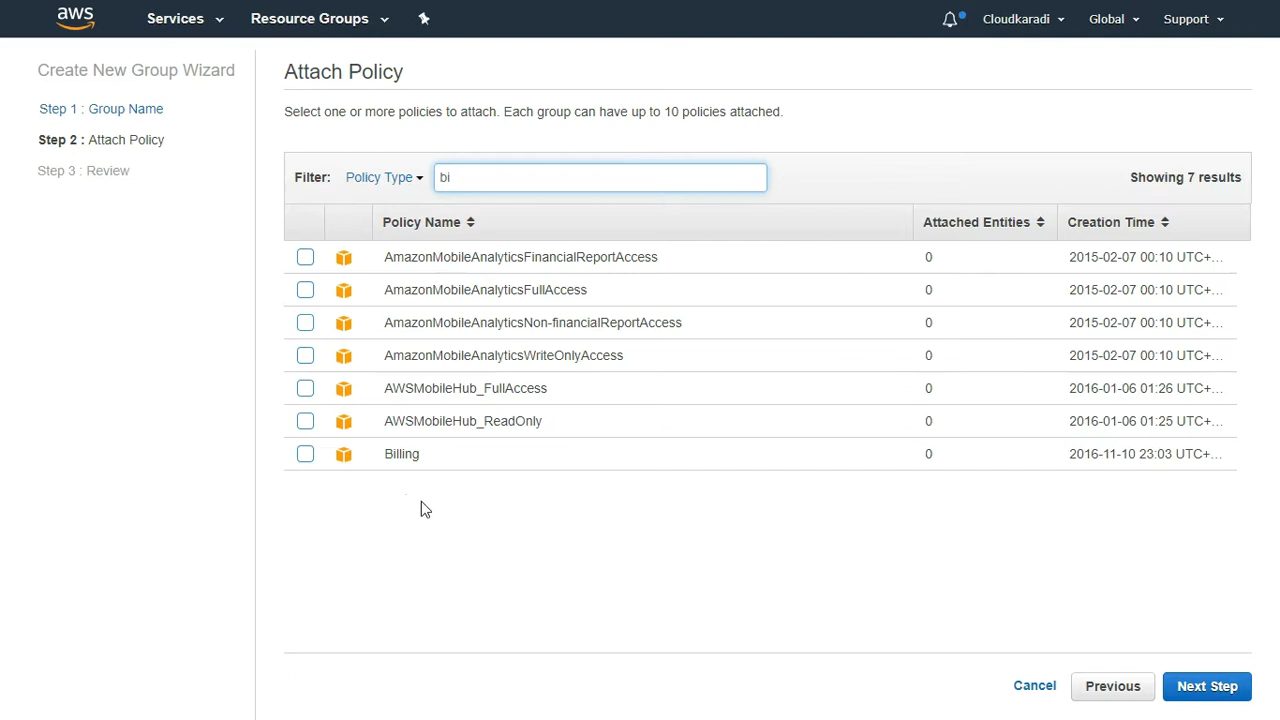 aws Services Resource Groups Cloudkaradi Global Support
Create New Group Wizard
Step 1 : Group Name
Step 2 : Attach Policy
Step 3 : Review
Attach Policy
Select one or more policies to attach. Each group can have up to 10 policies attached.
Filter: Policy Type bi Showing 7 results
Policy Name Attached Entities Creation Time
AmazonMobileAnalyticsFinancialReportAccess 0 2015-02-07 00:10 UTC+...
AmazonMobileAnalyticsFullAccess 0 2015-02-07 00:10 UTC+...
AmazonMobileAnalyticsNon-financialReportAccess 0 2015-02-07 00:10 UTC+...
AmazonMobileAnalyticsWriteOnlyAccess 0 2015-02-07 00:10 UTC+...
AWSMobileHub_FullAccess 0 2016-01-06 01:26 UTC+...
AWSMobileHub_ReadOnly 0 2016-01-06 01:25 UTC+...
Billing 0 2016-11-10 23:03 UTC+...
Cancel Previous Next Step